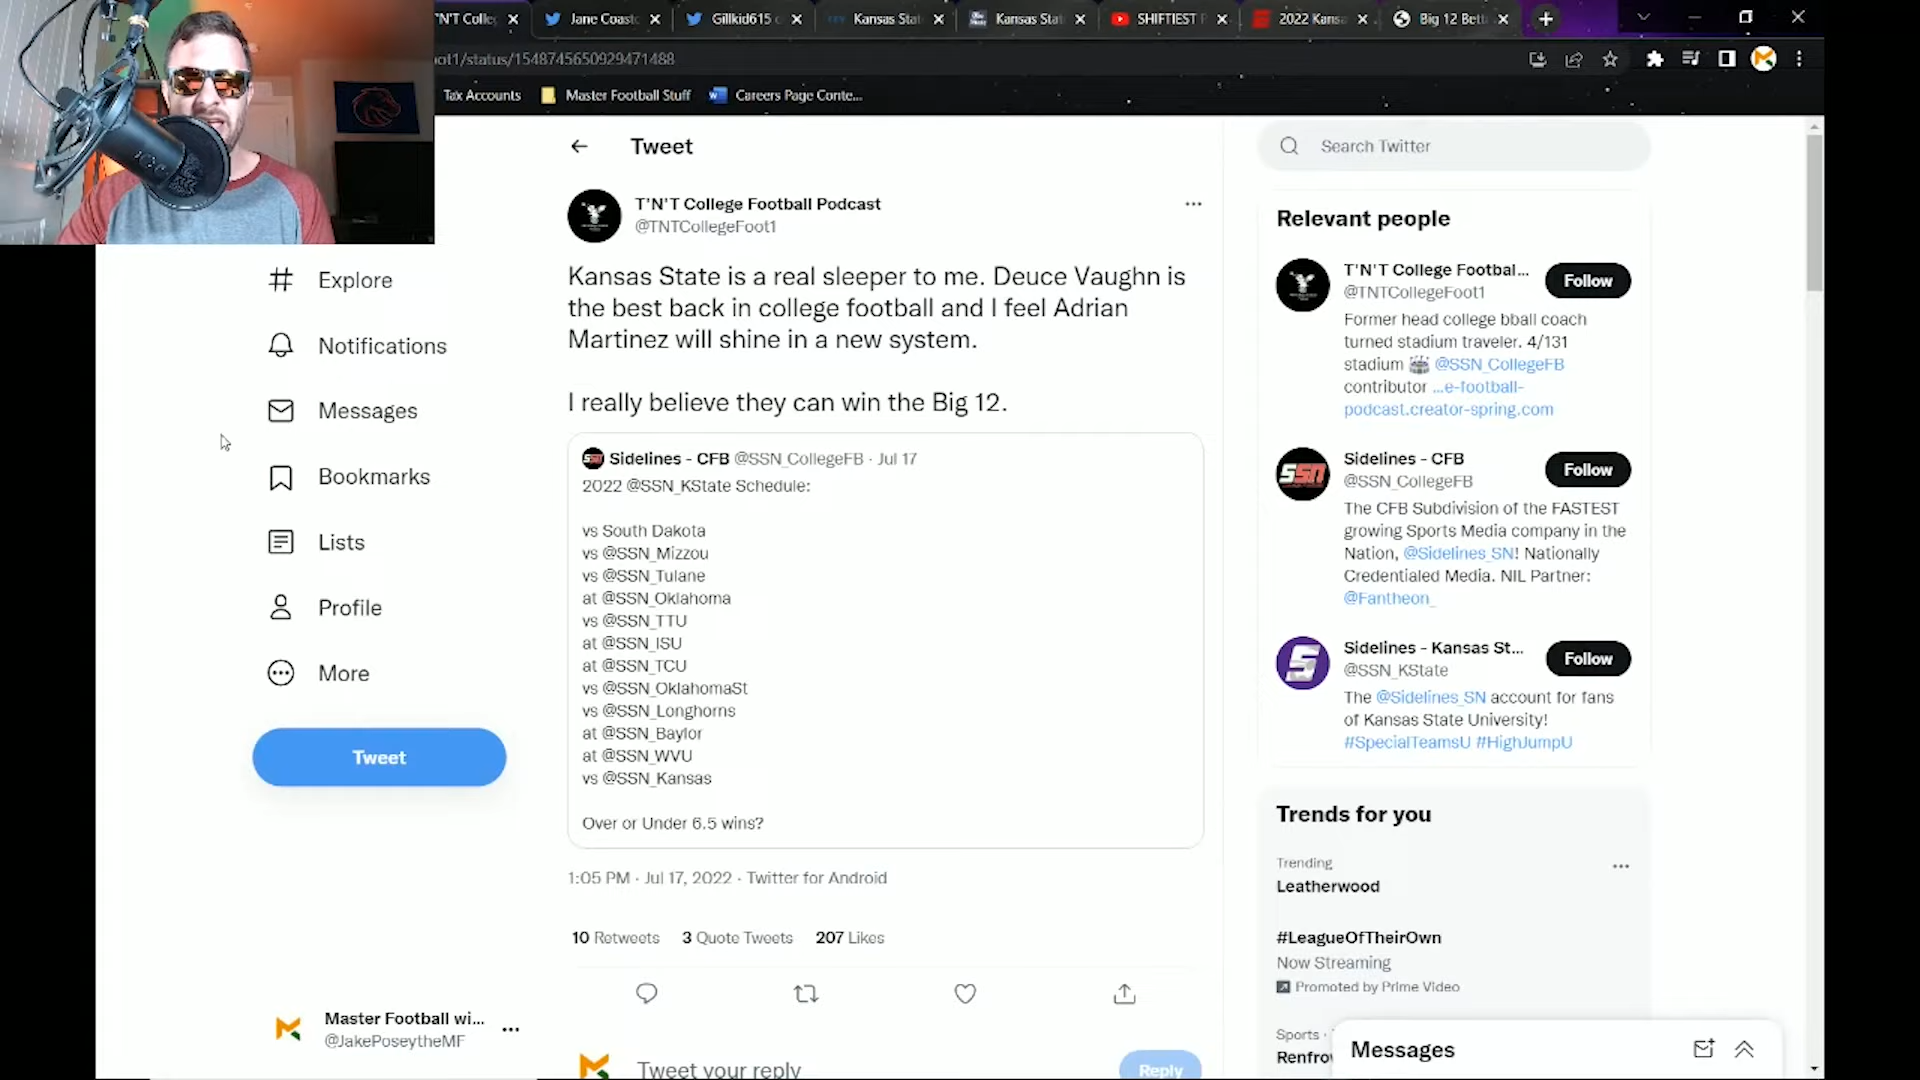 'N'T Colleg
Jane Coasto
Gillkid615 o
Kansas Stat
Kansas Stat
SHIFTIEST P
2022 Kansa
Big 12 Bett
oot1/status/1548745650929471488
Tax Accounts
Master Football Stuff
Careers Page Conte...
Tweet
Search Twitter
T'N'T College Football Podcast
@TNTCollegeFoot1
Kansas State is a real sleeper to me. Deuce Vaughn is
the best back in college football and I feel Adrian
Martinez will shine in a new system.
I really believe they can win the Big 12.
Sidelines - CFB @SSN_CollegeFB · Jul 17
2022 @SSN_KState Schedule:
vs South Dakota
vs @SSN_Mizzou
vs @SSN_Tulane
at @SSN_Oklahoma
vs @SSN_TTU
at @SSN_ISU
at @SSN_TCU
vs @SSN_OklahomaSt
vs @SSN_Longhorns
at @SSN_Baylor
at @SSN_WVU
vs @SSN_Kansas
Over or Under 6.5 wins?
1:05 PM · Jul 17, 2022 · Twitter for Android
10 Retweets 3 Quote Tweets 207 Likes
Tweet your reply
Reply
Explore
Notifications
Messages
Bookmarks
Lists
Profile
More
Tweet
Master Football wi...
@JakePoseytheMF
Relevant people
T'N'T College Footbal...
@TNTCollegeFoot1
Follow
Former head college bball coach
turned stadium traveler. 4/131
stadium 🏟 @SSN_CollegeFB
contributor ...e-football-
podcast.creator-spring.com
SSN
Sidelines - CFB
@SSN_CollegeFB
Follow
The CFB Subdivision of the FASTEST
growing Sports Media company in the
Nation, @Sidelines_SN! Nationally
Credentialed Media. NIL Partner:
@Fantheon_
Sidelines - Kansas St...
@SSN_KState
Follow
The @Sidelines_SN account for fans
of Kansas State University!
#SpecialTeamsU #HighJumpU
Trends for you
Trending
Leatherwood
#LeagueOfTheirOwn
Now Streaming
Promoted by Prime Video
Sports ·
Renfro
Messages